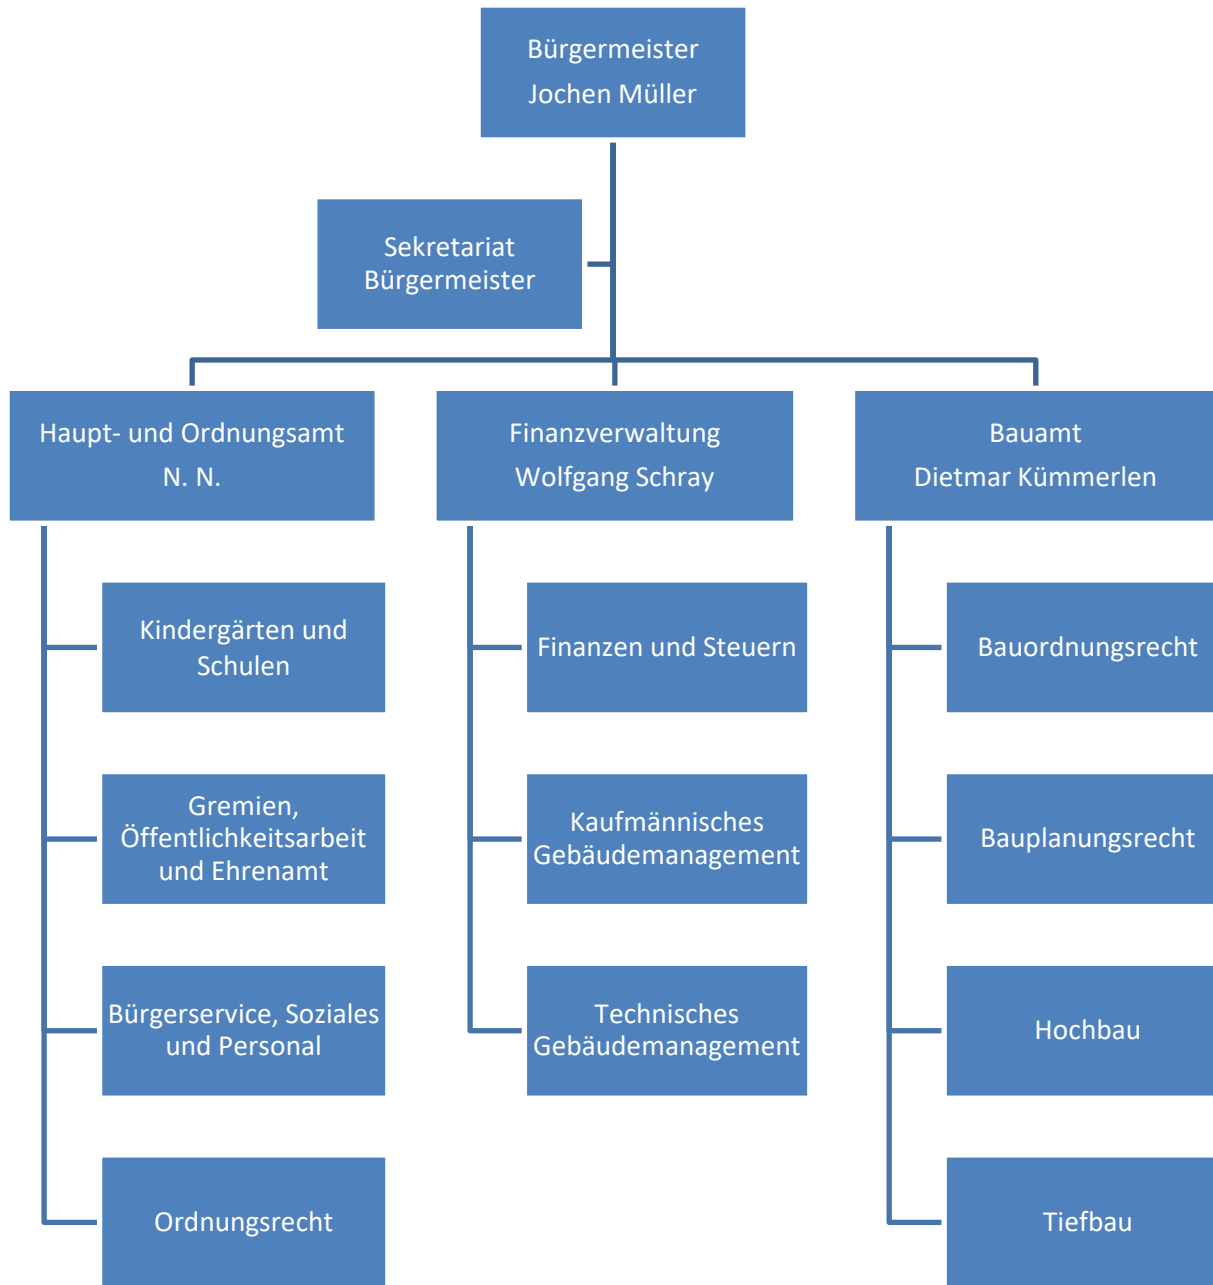 Bürgermeister
Jochen Müller
Sekretariat
Bürgermeister
Haupt- und Ordnungsamt
N. N.
Finanzverwaltung
Wolfgang Schray
Bauamt
Dietmar Kümmerlen
Kindergärten und
Schulen
Gremien,
Öffentlichkeitsarbeit
und Ehrenamt
Bürgerservice, Soziales
und Personal
Ordnungsrecht
Finanzen und Steuern
Kaufmännisches
Gebäudemanagement
Technisches
Gebäudemanagement
Bauordnungsrecht
Bauplanungsrecht
Hochbau
Tiefbau